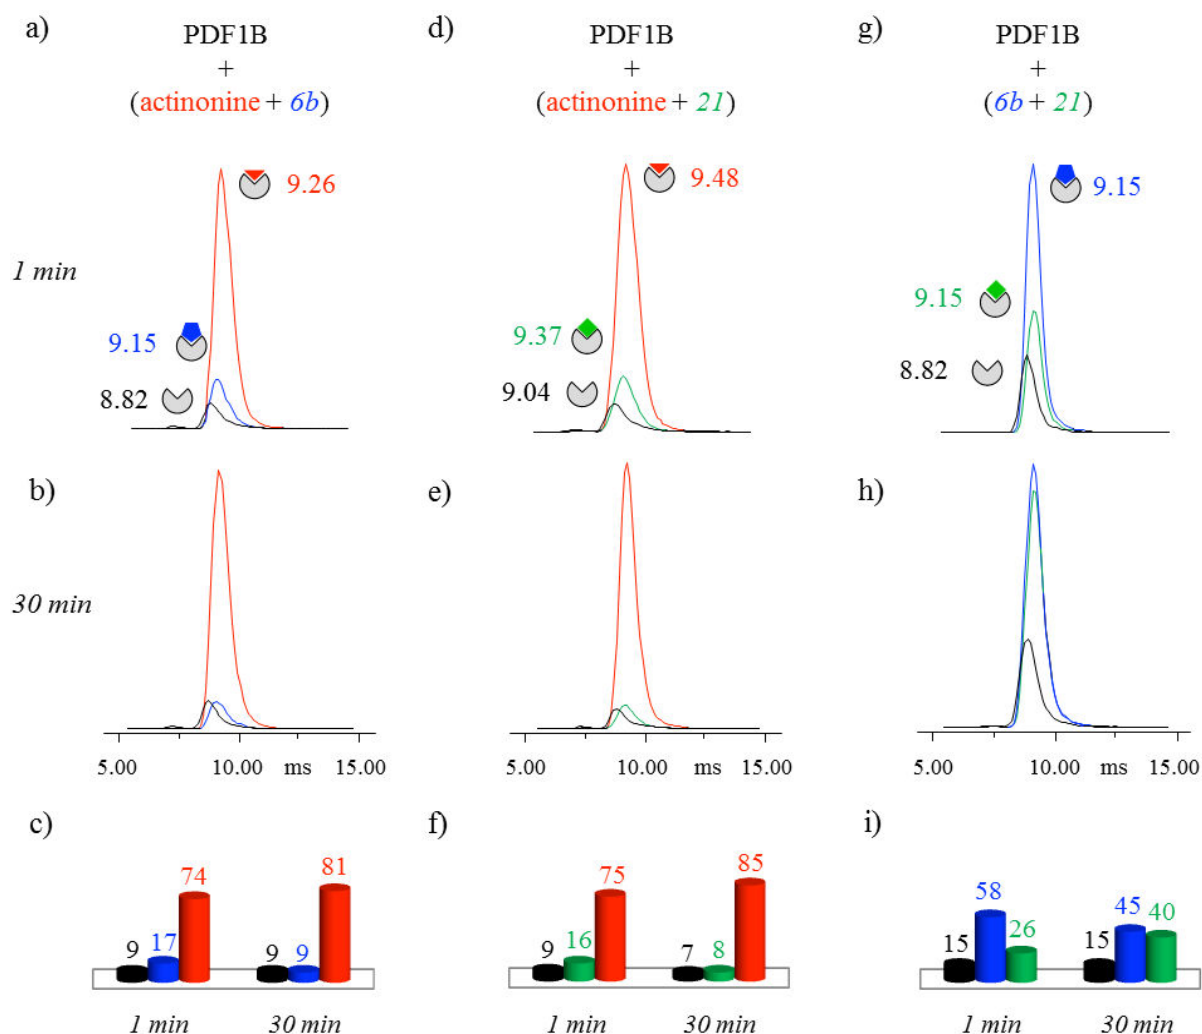 a)
PDF1B
+
(actinonine + 6b)
d)
PDF1B
+
(actinonine + 21)
g)
PDF1B
+
(6b + 21)
1 min
9.26
9.15
8.82
9.48
9.37
9.04
9.15
9.15
8.82
30 min
b)
e)
h)
5.00 10.00 ms 15.00
5.00 10.00 ms 15.00
5.00 10.00 ms 15.00
c)
9 17 74 9 9 81
1 min 30 min
f)
9 16 75 7 8 85
1 min 30 min
i)
15 58 26 15 45 40
1 min 30 min